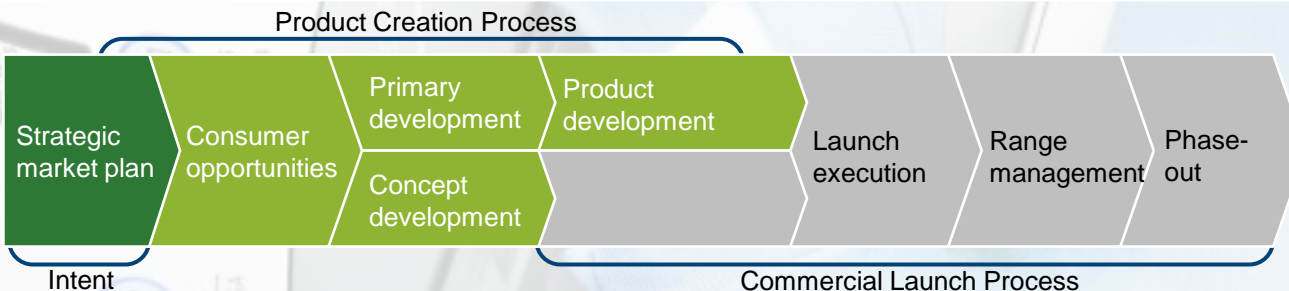 Product Creation Process
Strategic
market plan
Consumer
opportunities
Primary
development
Concept
development
Product
development
Launch
execution
Range
management
Phase-
out
Intent
Commercial Launch Process